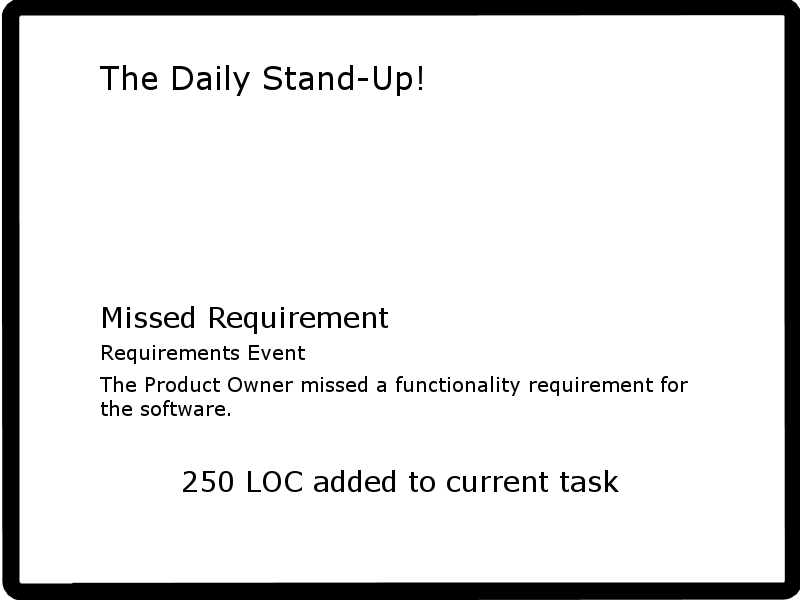 The Daily Stand-Up!
Missed Requirement
Requirements Event
The Product Owner missed a functionality requirement for
the software.
250 LOC added to current task